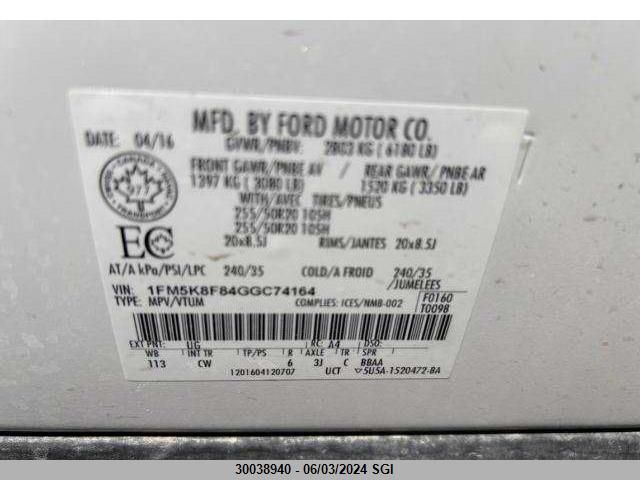 MFD. BY FORD MOTOR CO.
DATE: 04/16 GVWR/PNBV: 2803 KG ( 6180 LB)
FRONT GAWR/PNBE AV / REAR GAWR/PNBE AR
1397 KG ( 3080 LB) 1520 KG ( 3350 LB)
WITH/AVEC TIRES/PNEUS
255/50R20 105H
255/50R20 105H
20x8.5J RIMS/JANTES 20x8.5J
EC
AT/A kPa/PSI/LPC 240/35 COLD/A FROID 240/35
/JUMELEES
VIN: 1FM5K8F84GGC74164
TYPE: MPV/VTUM COMPLIES: ICES/NMB-002 F0160
T0098
EXT PNT: UG RC: A4 DSO:
WB INT TR TP/PS R AXLE TR SPR
113 CW 6 3J C BBAA
1201604120707 UCT 5U5A-1520472-BA
30038940 - 06/03/2024 SGI